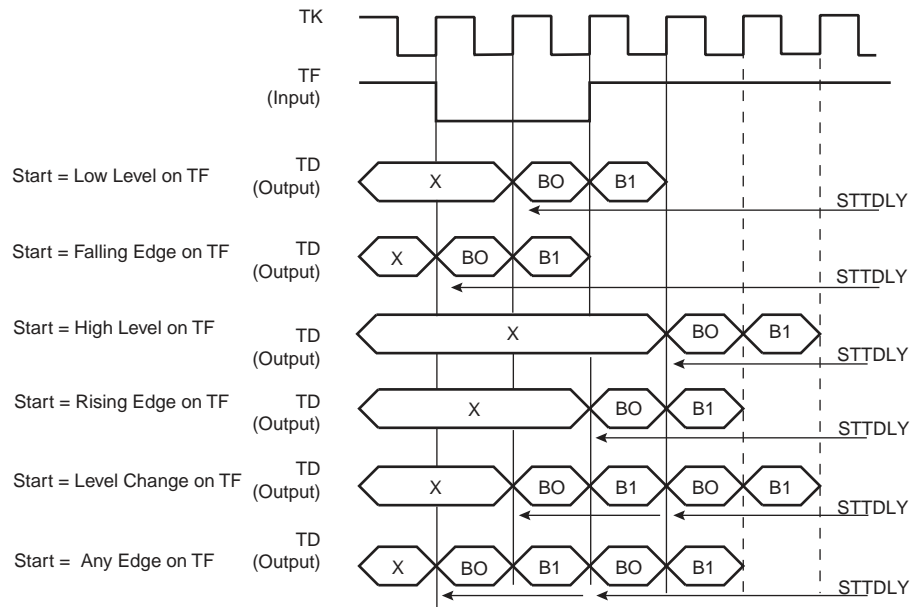 TK
TF
(Input)
Start = Low Level on TF
TD
(Output)
X
BO
B1
STTDLY
Start = Falling Edge on TF
TD
(Output)
X
BO
B1
STTDLY
Start = High Level on TF
TD
(Output)
X
BO
B1
STTDLY
Start = Rising Edge on TF
TD
(Output)
X
BO
B1
STTDLY
Start = Level Change on TF
TD
(Output)
X
BO
B1
BO
B1
STTDLY
Start = Any Edge on TF
TD
(Output)
X
BO
B1
BO
B1
STTDLY